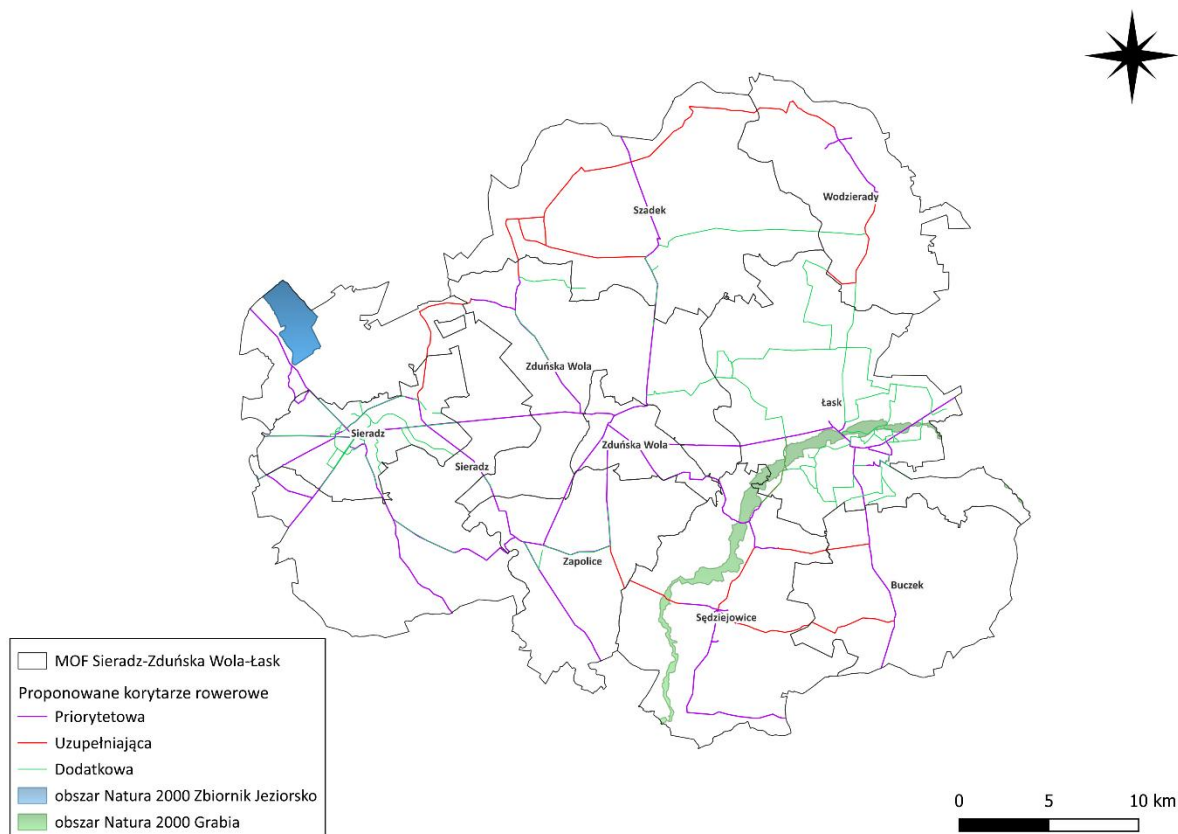 Wodzierady
Szadek
Zduńska Wola
Łask
Sieradz
Zduńska Wola
Sieradz
Zapolice
Buczek
Sędziejowice
MOF Sieradz-Zduńska Wola-Łask
Proponowane korytarze rowerowe
Priorytetowa
Uzupełniająca
Dodatkowa
obszar Natura 2000 Zbiornik Jeziorsko
obszar Natura 2000 Grabia
0 5 10 km